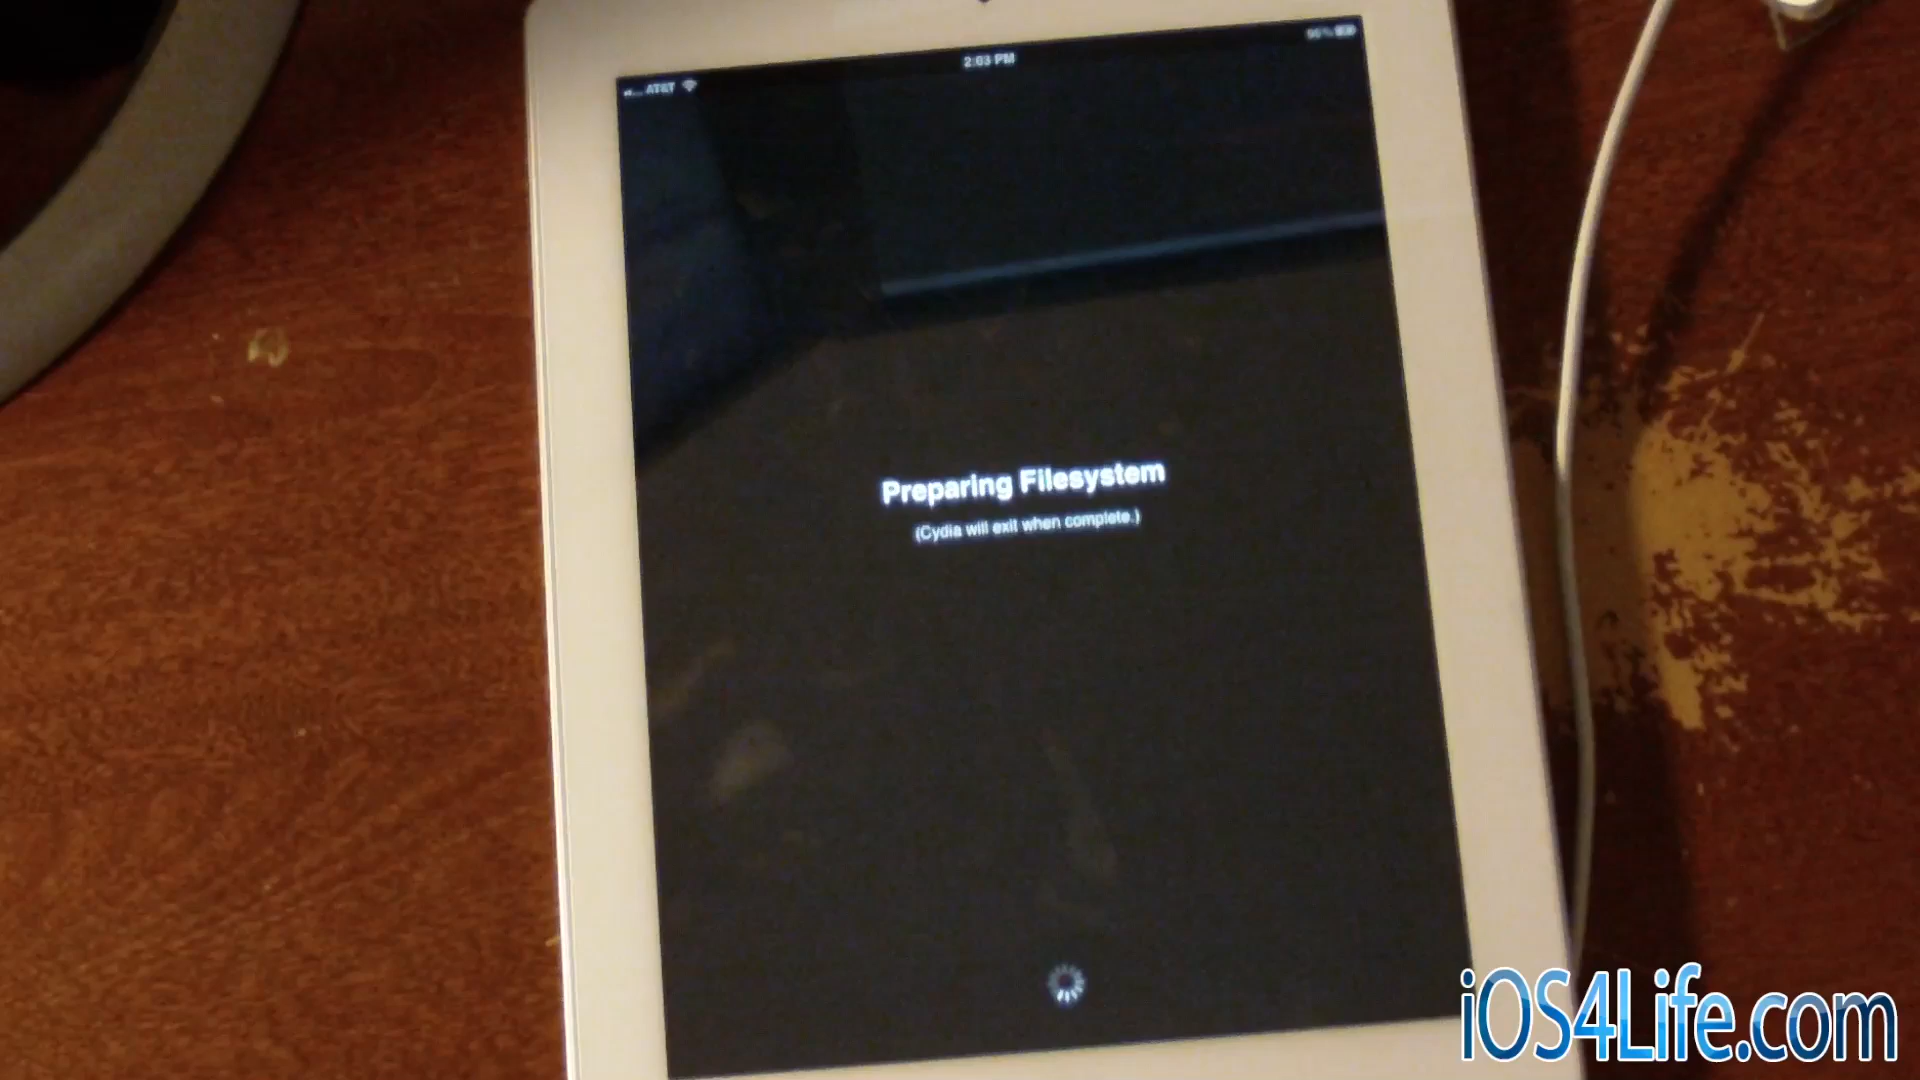 AT&T
2:03 PM
Preparing Filesystem
(Cydia will exit when complete.)
iOS4Life.com